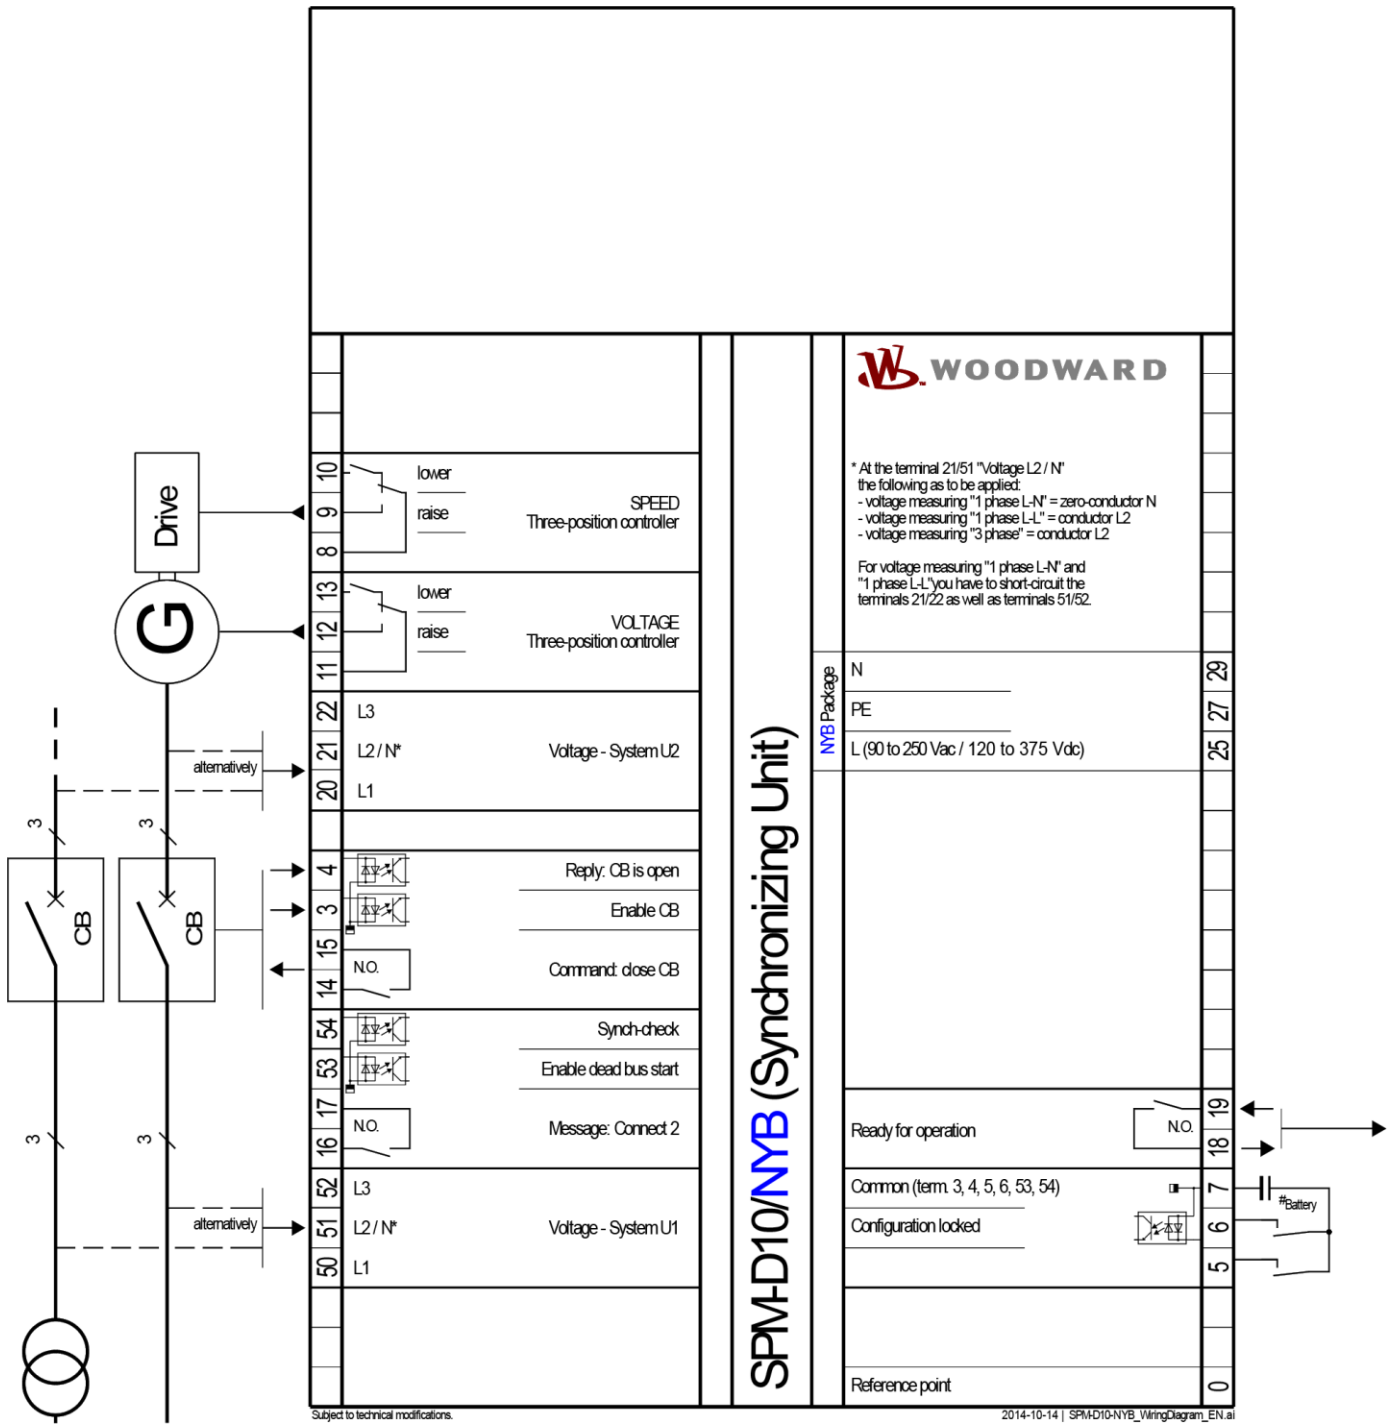 WOODWARD
* At the terminal 21/51 "Voltage L2 / N"
the following as to be applied:
- voltage measuring "1 phase L-N" = zero-conductor N
- voltage measuring "1 phase L-L" = conductor L2
- voltage measuring "3 phase" = conductor L2
For voltage measuring "1 phase L-N" and
"1 phase L-L"you have to short-circuit the
terminals 21/22 as well as terminals 51/52.
Drive
G
10
lower
9
raise
8
SPEED
Three-position controller
13
lower
12
raise
11
VOLTAGE
Three-position controller
22
L3
21
L2 / N*
Voltage - System U2
20
L1
alternatively
3
3
CB
CB
4
Reply: CB is open
3
Enable CB
15
N.O.
14
Command: close CB
54
Synch-check
53
Enable dead bus start
17
N.O.
16
Message: Connect 2
3
3
52
L3
51
L2 / N*
Voltage - System U1
50
L1
alternatively
SPM-D10/NYB (Synchronizing Unit)
NYB Package
N
29
PE
27
L (90 to 250 Vac / 120 to 375 Vdc)
25
Ready for operation
N.O.
19
18
Common (term. 3, 4, 5, 6, 53, 54)
7
#Battery
Configuration locked
6
5
Reference point
0
Subject to technical modifications.
2014-10-14 | SPM-D10-NYB_WiringDiagram_EN.ai